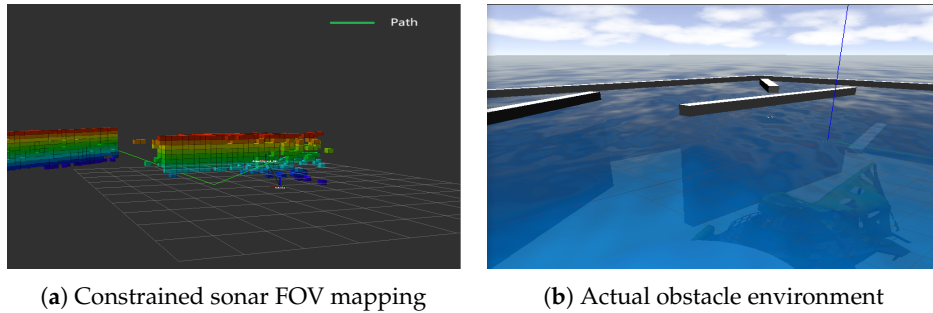 Path
(a) Constrained sonar FOV mapping
(b) Actual obstacle environment